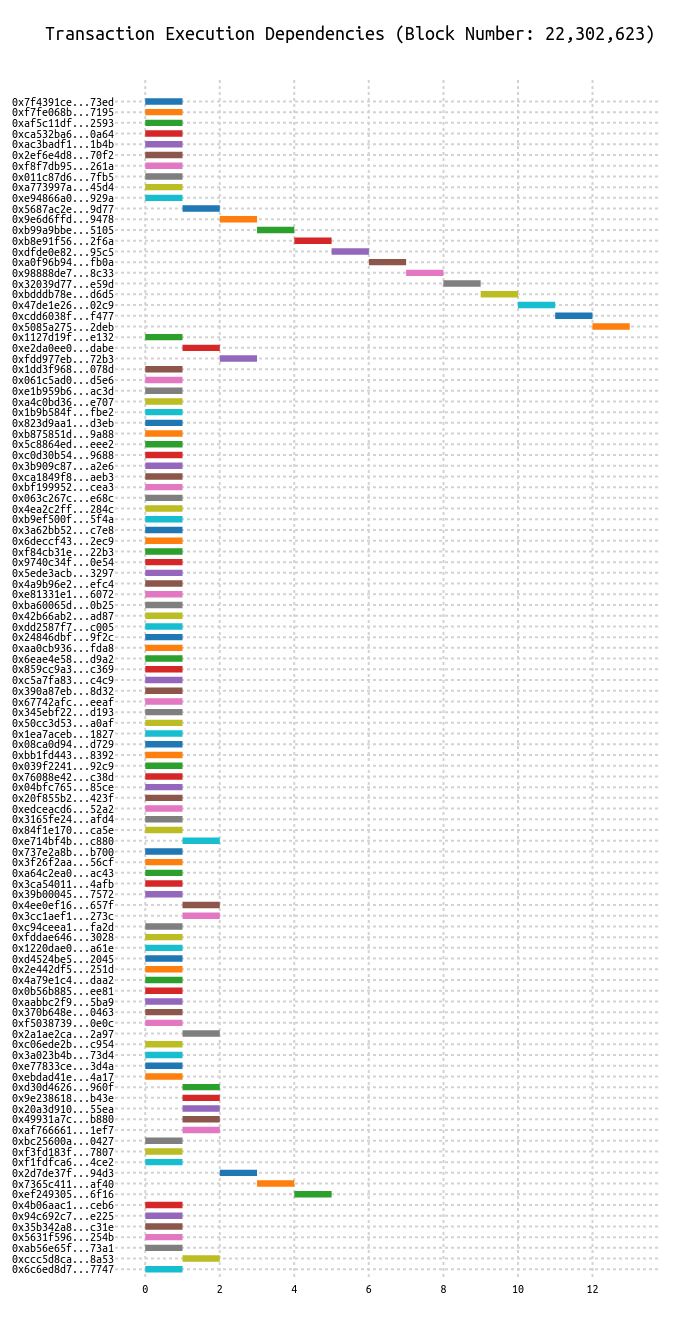 Transaction Execution Dependencies (Block Number: 22,302,623)
0x7f4391ce...73ed
0xf7fe068b...7195
0xaf5c11df...2593
0xca532ba6...0a64
0xac3badf1...1b4b
0x2ef6e4d8...70f2
0xf8f7db95...261a
0x011c87d6...7fb5
0xa773997a...45d4
0xe94866a0...929a
0x5687ac2e...9d77
0x9e6d6ffd...9478
0xb99a9bbe...5105
0xb8e91f56...2f6a
0xdfde0e82...95c5
0xa0f96b94...fb0a
0x98888de7...8c33
0x32039d77...e59d
0xbdddb78e...d6d5
0x47de1e26...02c9
0xcdd6038f...f477
0x5085a275...2deb
0x1127d19f...e132
0xe2da0ee0...dabe
0xfdd977eb...72b3
0x1dd3f968...078d
0x061c5ad0...d5e6
0xe1b959b6...ac3d
0xa4c0bd36...e707
0x1b9b584f...fbe2
0x823d9aa1...d3eb
0xb875851d...9a88
0x5c8864ed...eee2
0xc0d30b54...9688
0x3b909c87...a2e6
0xca1849f8...aeb3
0xbf199952...cea3
0x063c267c...e68c
0x4ea2c2ff...284c
0xb9ef500f...5f4a
0x3a62bb52...c7e8
0x6deccf43...2ec9
0xf84cb31e...22b3
0x9740c34f...0e54
0x5ede3acb...3297
0x4a9b96e2...efc4
0xe81331e1...6072
0xba60065d...0b25
0x42b66ab2...ad87
0xdd2587f7...c005
0x24846dbf...9f2c
0xaa0cb936...fda8
0x6eae4e58...d9a2
0x859cc9a3...c369
0xc5a7fa83...c4c9
0x390a87eb...8d32
0x67742afc...eeaf
0x345ebf22...d193
0x50cc3d53...a0af
0x1ea7aceb...1827
0x08ca0d94...d729
0xbb1fd443...8392
0x039f2241...92c9
0x76088e42...c38d
0x04bfc765...85ce
0x20f855b2...423f
0xedceacd6...52a2
0x3165fe24...afd4
0x84f1e170...ca5e
0xe714bf4b...c880
0x737e2a8b...b700
0x3f26f2aa...56cf
0xa64c2ea0...ac43
0x3ca54011...4afb
0x39b00045...7572
0x4ee0ef16...657f
0x3cc1aef1...273c
0xc94ceea1...fa2d
0xfddae646...3028
0x1220dae0...a61e
0xd4524be5...2045
0x2e442df5...251d
0x4a79e1c4...daa2
0x0b56b885...ee81
0xaabbc2f9...5ba9
0x370b648e...0463
0xf5038739...0e0c
0x2a1ae2ca...2a97
0xc06ede2b...c954
0x3a023b4b...73d4
0xe77833ce...3d4a
0xebdad41e...4a17
0xd30d4626...960f
0x9e238618...b43e
0x20a3d910...55ea
0x49931a7c...b880
0xaf766661...1ef7
0xbc25600a...0427
0xf3fd183f...7807
0xf1fdfca6...4ce2
0x2d7de37f...94d3
0x7365c411...af40
0xef249305...6f16
0x4b06aac1...ceb6
0x94c692c7...e225
0x35b342a8...c31e
0x5631f596...254b
0xab56e65f...73a1
0xccc5d8ca...8a53
0x6c6ed8d7...7747
0 2 4 6 8 10 12